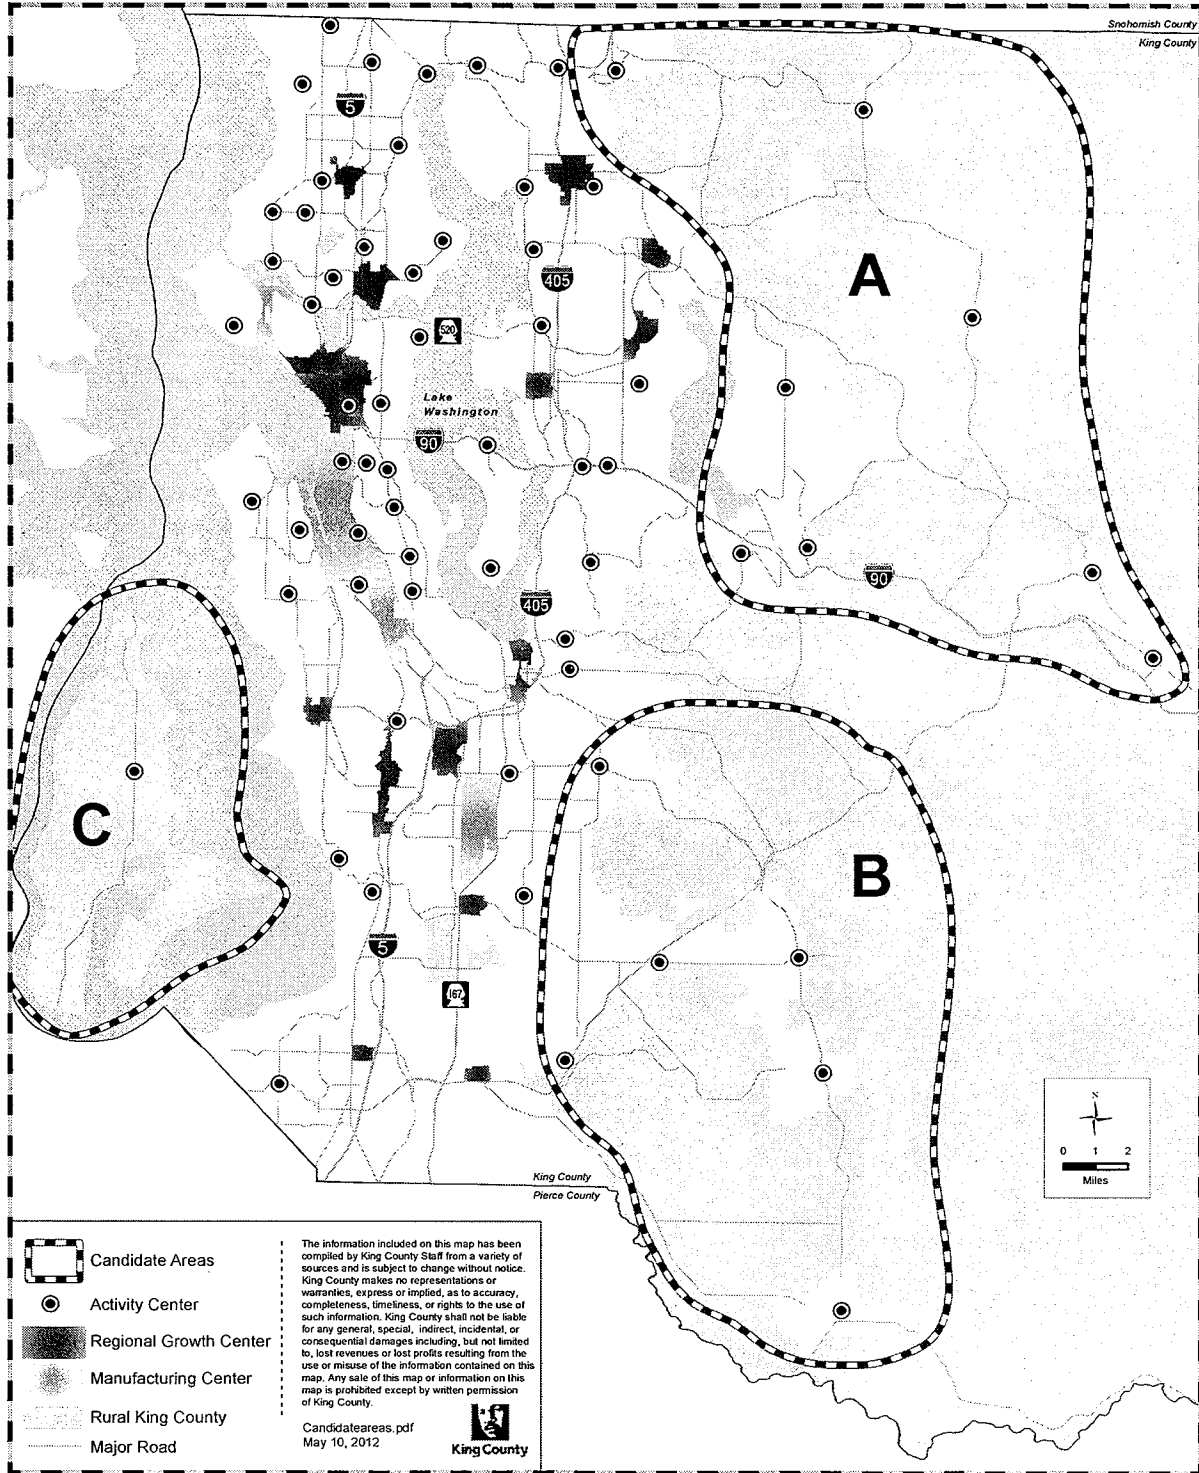 Snohomish County
King County
5
A
405
520
Lake
Washington
90
90
405
C
B
5
167
N
0 1 2
Miles
King County
Pierce County
Candidate Areas
Activity Center
Regional Growth Center
Manufacturing Center
Rural King County
Major Road
The information included on this map has been
compiled by King County Staff from a variety of
sources and is subject to change without notice.
King County makes no representations or
warranties, express or implied, as to accuracy,
completeness, timeliness, or rights to the use of
such information. King County shall not be liable
for any general, special, indirect, incidental, or
consequential damages including, but not limited
to, lost revenues or lost profits resulting from the
use or misuse of the information contained on this
map. Any sale of this map or information on this
map is prohibited except by written permission
of King County.
Candidateareas.pdf
May 10, 2012
King County